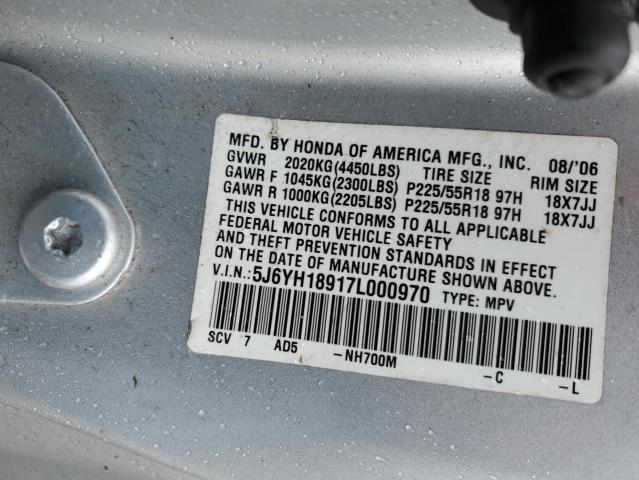 MFD. BY HONDA OF AMERICA MFG., INC. 08/'06
GVWR 2020KG(4450LBS) TIRE SIZE RIM SIZE
GAWR F 1045KG(2300LBS) P225/55R18 97H 18X7JJ
GAWR R 1000KG(2205LBS) P225/55R18 97H 18X7JJ
THIS VEHICLE CONFORMS TO ALL APPLICABLE
FEDERAL MOTOR VEHICLE SAFETY
AND THEFT PREVENTION STANDARDS IN EFFECT
ON THE DATE OF MANUFACTURE SHOWN ABOVE.
V.I.N.: 5J6YH18917L000970 TYPE: MPV
SCV 7 AD5 -NH700M -C -L